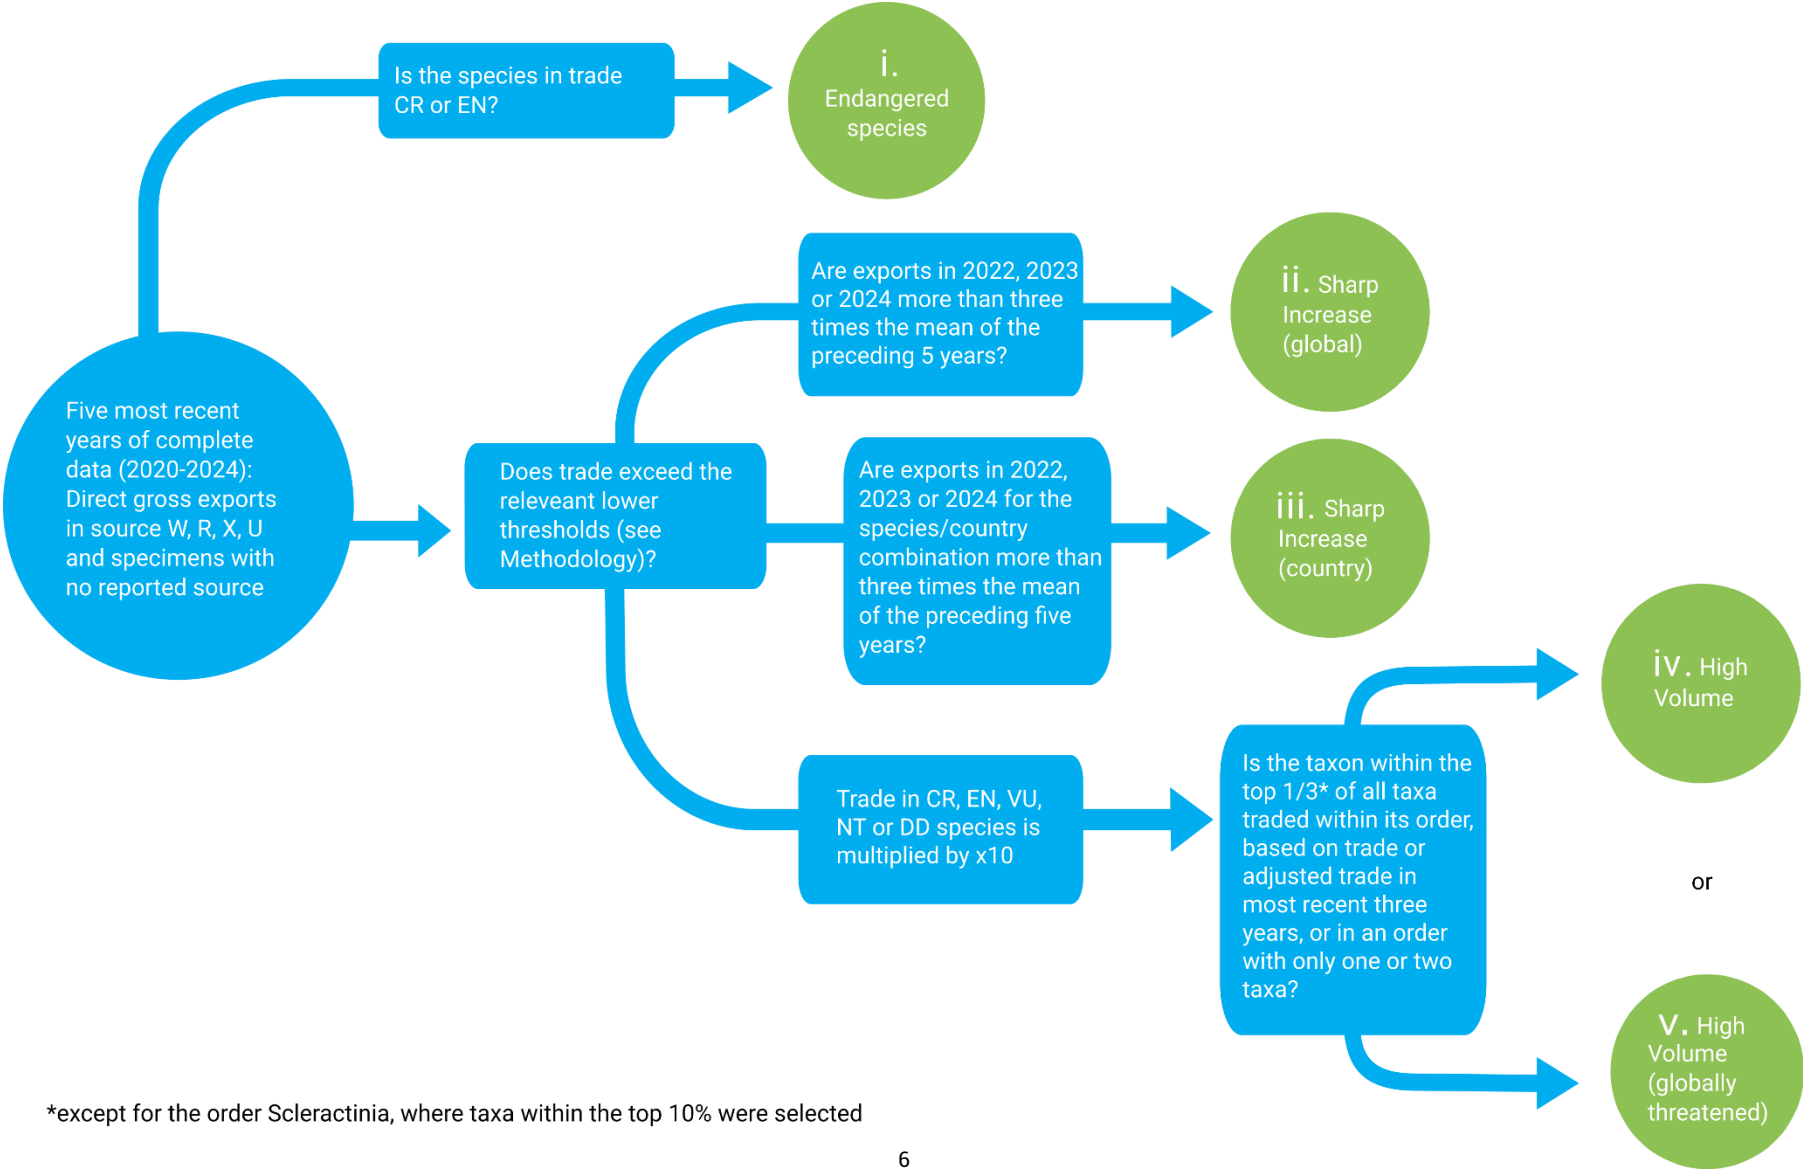 Is the species in trade
CR or EN?
i.
Endangered
species
Are exports in 2022, 2023
or 2024 more than three
times the mean of the
preceding 5 years?
ii. Sharp
Increase
(global)
Five most recent
years of complete
data (2020-2024):
Direct gross exports
in source W, R, X, U
and specimens with
no reported source
Does trade exceed the
releveant lower
thresholds (see
Methodology)?
Are exports in 2022,
2023 or 2024 for the
species/country
combination more than
three times the mean
of the preceding five
years?
iii. Sharp
Increase
(country)
Trade in CR, EN, VU,
NT or DD species is
multiplied by x10
Is the taxon within the
top 1/3* of all taxa
traded within its order,
based on trade or
adjusted trade in
most recent three
years, or in an order
with only one or two
taxa?
iv. High
Volume
or
v. High
Volume
(globally
threatened)
*except for the order Scleractinia, where taxa within the top 10% were selected
6